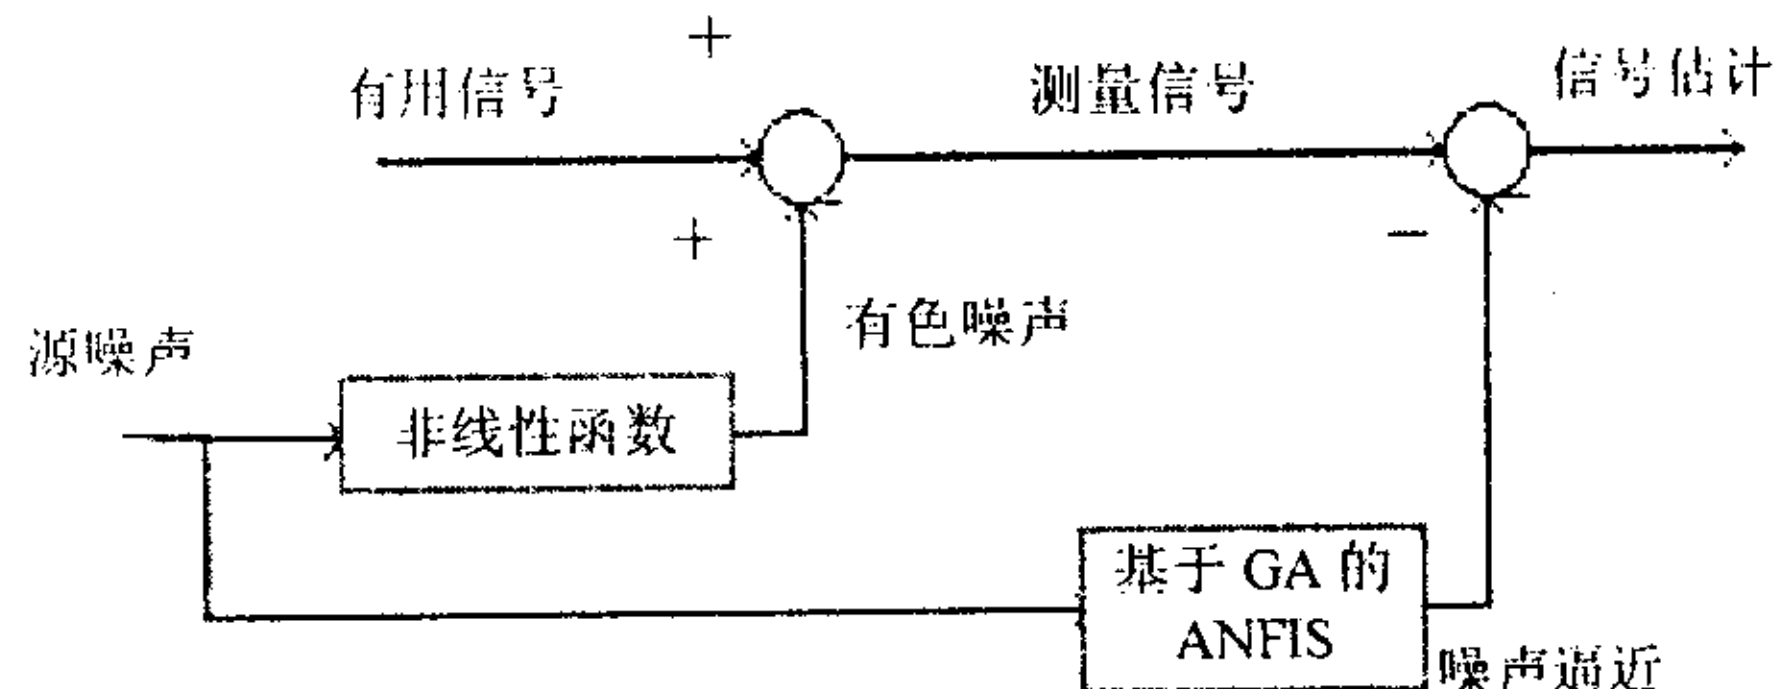 +
有用信号
测量信号
信号估计
+
−
源噪声
有色噪声
非线性函数
基于 GA 的
ANFIS
噪声逼近